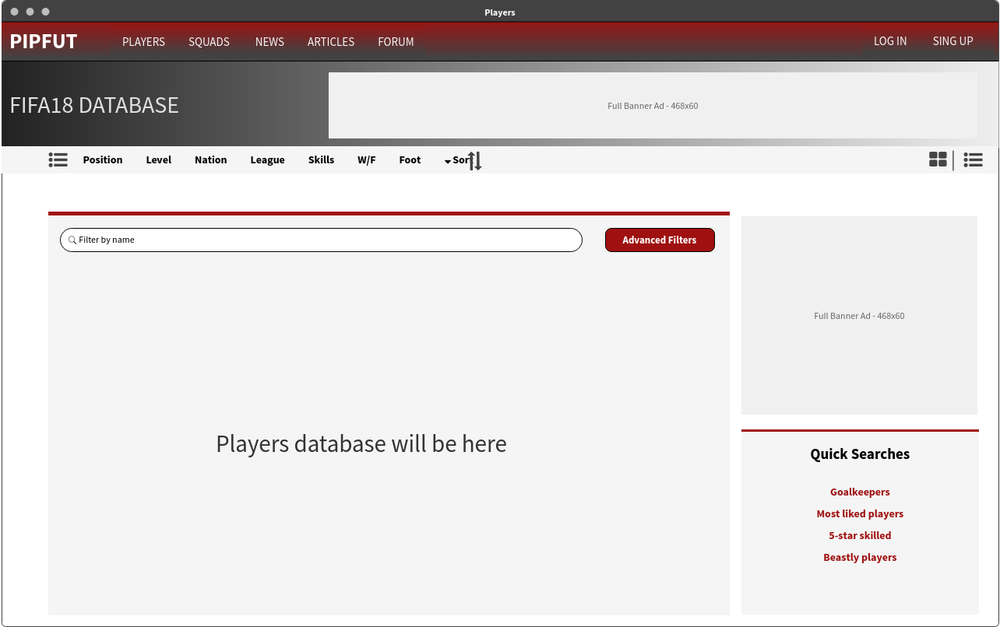 Players
PIPFUT PLAYERS SQUADS NEWS ARTICLES FORUM LOG IN SING UP
FIFA18 DATABASE
Full Banner Ad - 468x60
Position Level Nation League Skills W/F Foot Sort
Filter by name
Advanced Filters
Full Banner Ad - 468x60
Players database will be here
Quick Searches
Goalkeepers
Most liked players
5-star skilled
Beastly players